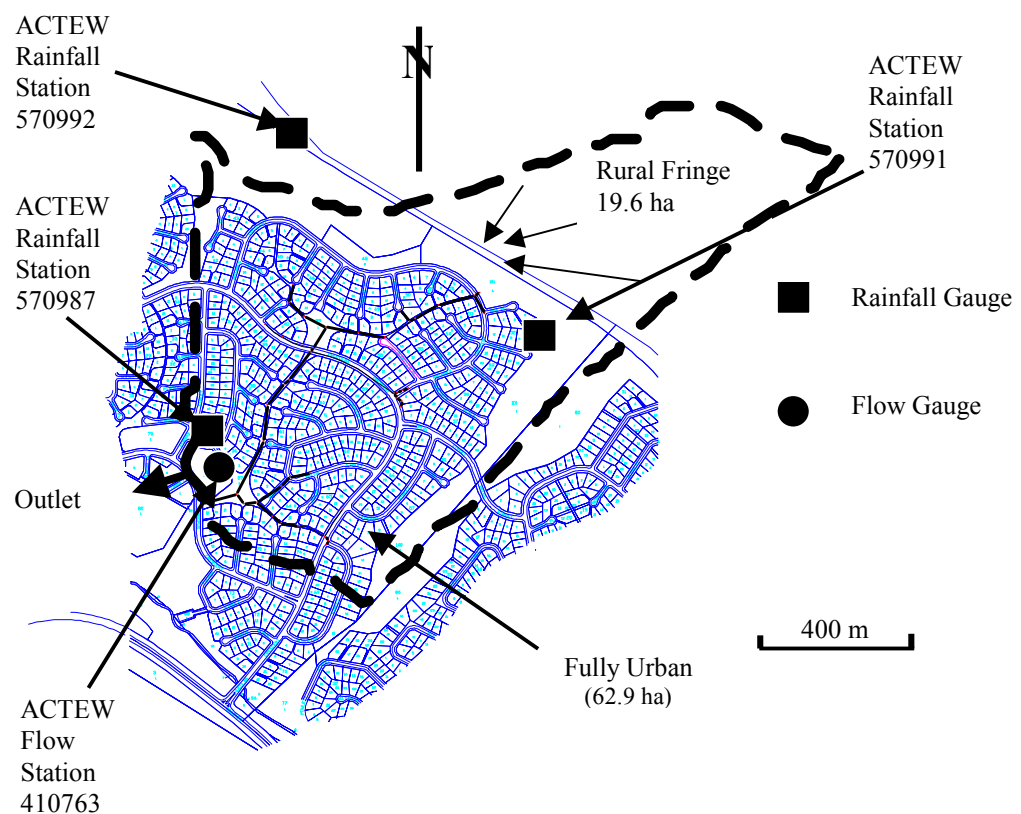 ACTEW
Rainfall
Station
570992
N
ACTEW
Rainfall
Station
570991
Rural Fringe
19.6 ha
ACTEW
Rainfall
Station
570987
Rainfall Gauge
Flow Gauge
Outlet
400 m
Fully Urban
(62.9 ha)
ACTEW
Flow
Station
410763